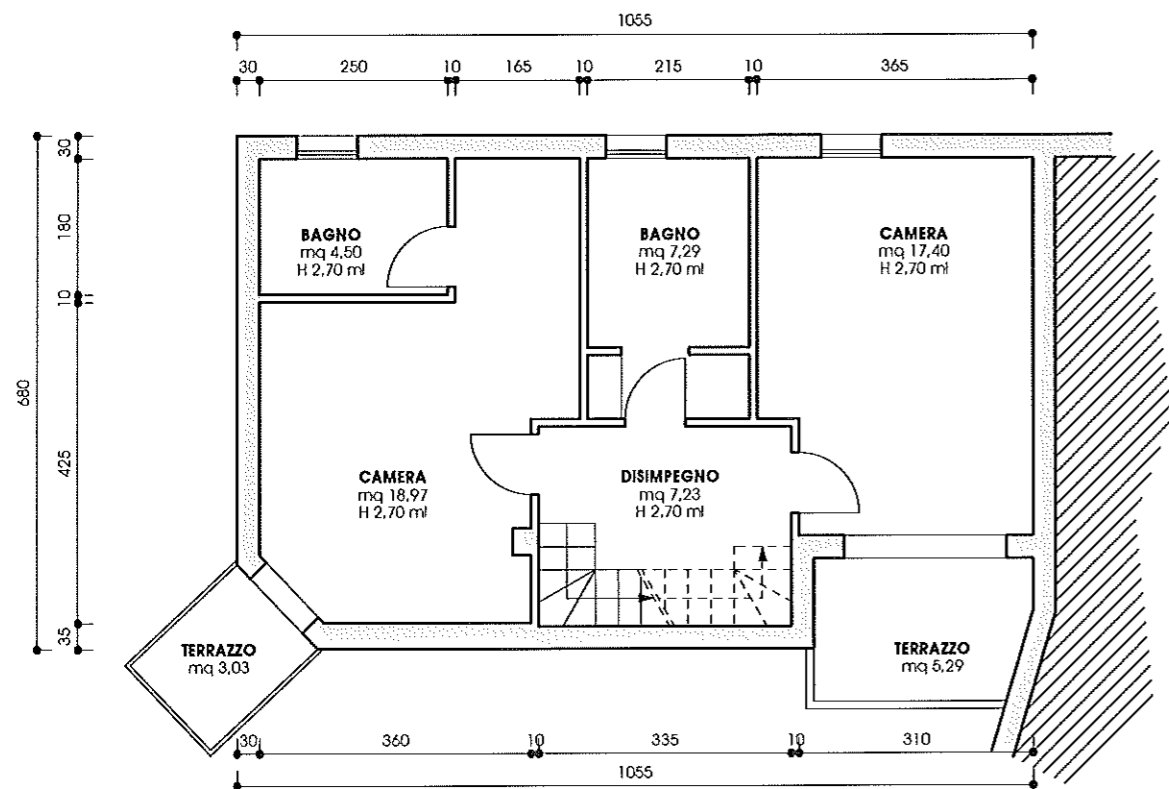 1055
30 250 10 165 10 215 10 365
30
180
10
425
35
680
BAGNO
mq 4,50
H 2,70 ml
BAGNO
mq 7,29
H 2,70 ml
CAMERA
mq 17,40
H 2,70 ml
CAMERA
mq 18,97
H 2,70 ml
DISIMPEGNO
mq 7,23
H 2,70 ml
TERRAZZO
mq 3,03
TERRAZZO
mq 5,29
30 360 10 335 10 310
1055